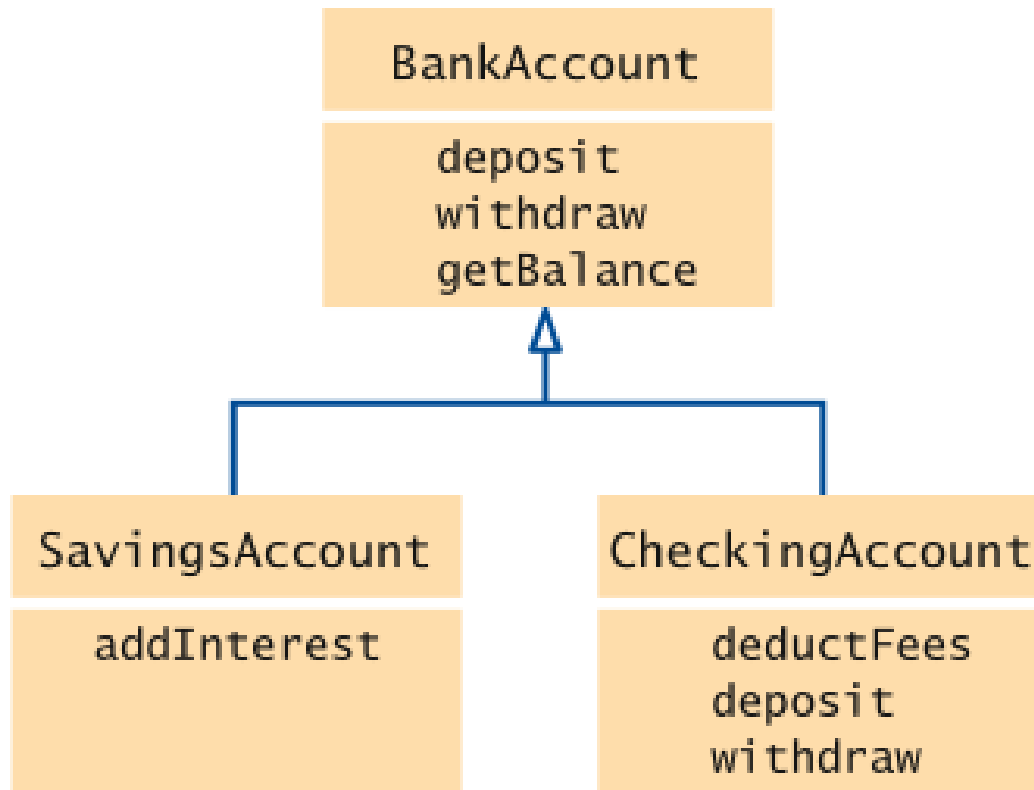 BankAccount
deposit
withdraw
getBalance
SavingsAccount
addInterest
CheckingAccount
deductFees
deposit
withdraw